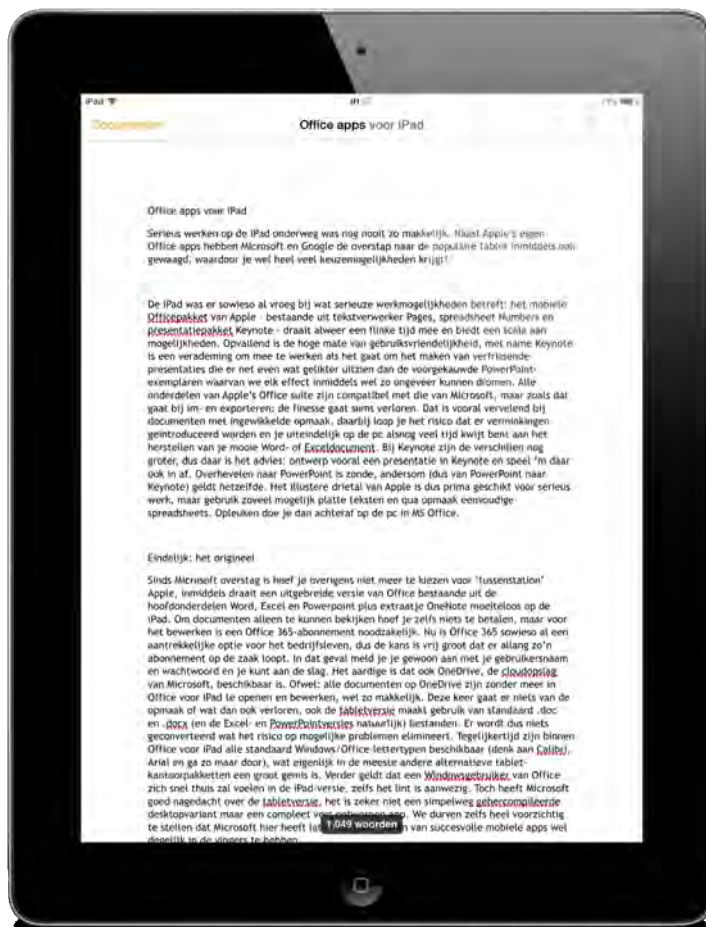 iPad
Documenten
Office apps voor iPad
Office apps voor iPad
Serieus werken op de iPad onderweg was nog nooit zo makkelijk. Naast Apple's eigen
Office apps hebben Microsoft en Google de overstap naar de populaire tablet inmiddels ook
gewaagd, waardoor je wel heel veel keuzemogelijkheden krijgt!
De iPad was er sowieso al vroeg bij wat serieuze werkmogelijkheden betreft: het mobiele
Officepakket van Apple - bestaande uit tekstverwerker Pages, spreadsheet Numbers en
presentatiepakket Keynote - draait alweer een flinke tijd mee en biedt een scala aan
mogelijkheden. Opvallend is de hoge mate van gebruiksvriendelijkheid, met name Keynote
is een verademing om mee te werken als het gaat om het maken van verfrissende
presentaties die er net even wat gelikter uitzien dan de voorgekauwde PowerPoint-
exemplaren waarvan we elk effect inmiddels wel zo ongeveer kunnen dromen. Alle
onderdelen van Apple's Office suite zijn compatibel met die van Microsoft, maar zoals dat
gaat bij im- en exporteren: de finesse gaat soms verloren. Dat is vooral vervelend bij
documenten met ingewikkelde opmaak, daarbij loop je het risico dat er verminkingen
geïntroduceerd worden en je uiteindelijk op de pc alsnog veel tijd kwijt bent aan het
herstellen van je mooie Word- of Exceldocument. Bij Keynote zijn de verschillen nog
groter, dus daar is het advies: ontwerp vooral een presentatie in Keynote en speel 'm daar
ook in af. Overhevelen naar PowerPoint is zonde, andersom (dus van PowerPoint naar
Keynote) geldt hetzelfde. Het illustere drietal van Apple is dus prima geschikt voor serieus
werk, maar gebruik zoveel mogelijk platte teksten en qua opmaak eenvoudige
spreadsheets. Opleuken doe je dan achteraf op de pc in MS Office.
Eindelijk: het origineel
Sinds Microsoft overstag is hoef je overigens niet meer te kiezen voor 'tussenstation'
Apple, inmiddels draait een uitgebreide versie van Office bestaande uit de
hoofdonderdelen Word, Excel en Powerpoint plus extraatje OneNote moeiteloos op de
iPad. Om documenten alleen te kunnen bekijken hoef je zelfs niets te betalen, maar voor
het bewerken is een Office 365-abonnement noodzakelijk. Nu is Office 365 sowieso al een
aantrekkelijke optie voor het bedrijfsleven, dus de kans is vrij groot dat er allang zo'n
abonnement op de zaak loopt. In dat geval meld je je gewoon aan met je gebruikersnaam
en wachtwoord en je kunt aan de slag. Het aardige is dat ook OneDrive, de cloudopslag
van Microsoft, beschikbaar is. Ofwel: alle documenten op OneDrive zijn zonder meer in
Office voor iPad te openen en bewerken, wel zo makkelijk. Deze keer gaat er niets van de
opmaak of wat dan ook verloren, ook de tabletversie maakt gebruik van standaard .doc
en .docx (en de Excel- en PowerPointversies natuurlijk) bestanden. Er wordt dus niets
geconverteerd wat het risico op mogelijke problemen elimineert. Tegelijkertijd zijn binnen
Office voor iPad alle standaard Windows/Office-lettertypen beschikbaar (denk aan Calibri,
Arial en ga zo maar door), wat eigenlijk in de meeste andere alternatieve tablet-
kantoorpakketten een groot gemis is. Verder geldt dat een Windowsgebruiker van Office
zich snel thuis zal voelen in de iPad-versie, zelfs het lint is aanwezig. Toch heeft Microsoft
goed nagedacht over de tabletversie, het is zeker niet een simpelweg gehercompileerde
desktopvariant maar een compleet voor ontworpen app. We durven zelfs heel voorzichtig
te stellen dat Microsoft hier heeft van succesvolle mobiele apps wel
degelijk in de vingers te hebben.
1.049 woorden